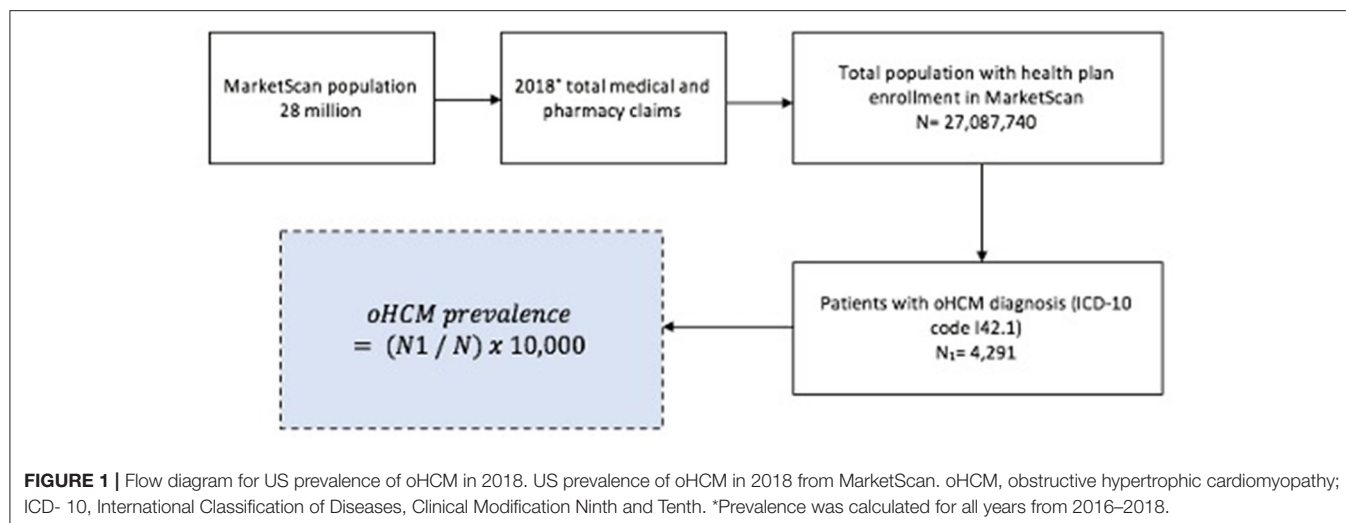 MarketScan population
28 million
2018* total medical and
pharmacy claims
Total population with health plan
enrollment in MarketScan
N= 27,087,740
Patients with oHCM diagnosis (ICD-10
code I42.1)
N₁= 4,291
oHCM prevalence
= (N1 / N) x 10,000
FIGURE 1 | Flow diagram for US prevalence of oHCM in 2018. US prevalence of oHCM in 2018 from MarketScan. oHCM, obstructive hypertrophic cardiomyopathy;
ICD- 10, International Classification of Diseases, Clinical Modification Ninth and Tenth. *Prevalence was calculated for all years from 2016–2018.